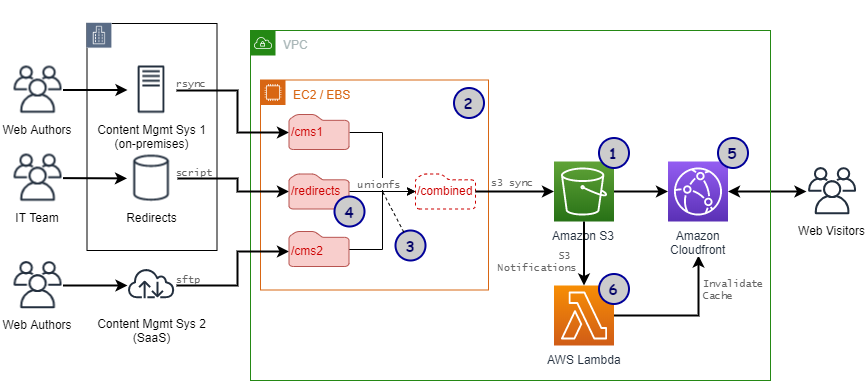 VPC
EC2 / EBS
2
rsync
/cms1
Web Authors
Content Mgmt Sys 1
(on-premises)
1
5
script
unionfs
/redirects
/combined
s3 sync
4
IT Team
Redirects
Web Visitors
3
Amazon S3
Amazon
Cloudfront
/cms2
S3
Notifications
sftp
6
Invalidate
Cache
Web Authors
Content Mgmt Sys 2
(SaaS)
AWS Lambda